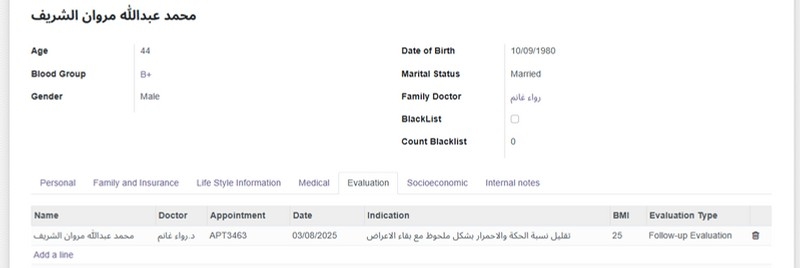 محمد عبدالله مروان الشريف
Age 44 Date of Birth 10/09/1980
Blood Group B+ Marital Status Married
Gender Male Family Doctor رواء غانم
BlackList
Count Blacklist 0
Personal Family and Insurance Life Style Information Medical Evaluation Socioeconomic Internal notes
Name Doctor Appointment Date Indication BMI Evaluation Type
محمد عبدالله مروان الشريف د.رواء غانم APT3463 03/08/2025 تقليل نسبة الحكة والاحمرار بشكل ملحوظ مع بقاء الاعراض 25 Follow-up Evaluation
Add a line